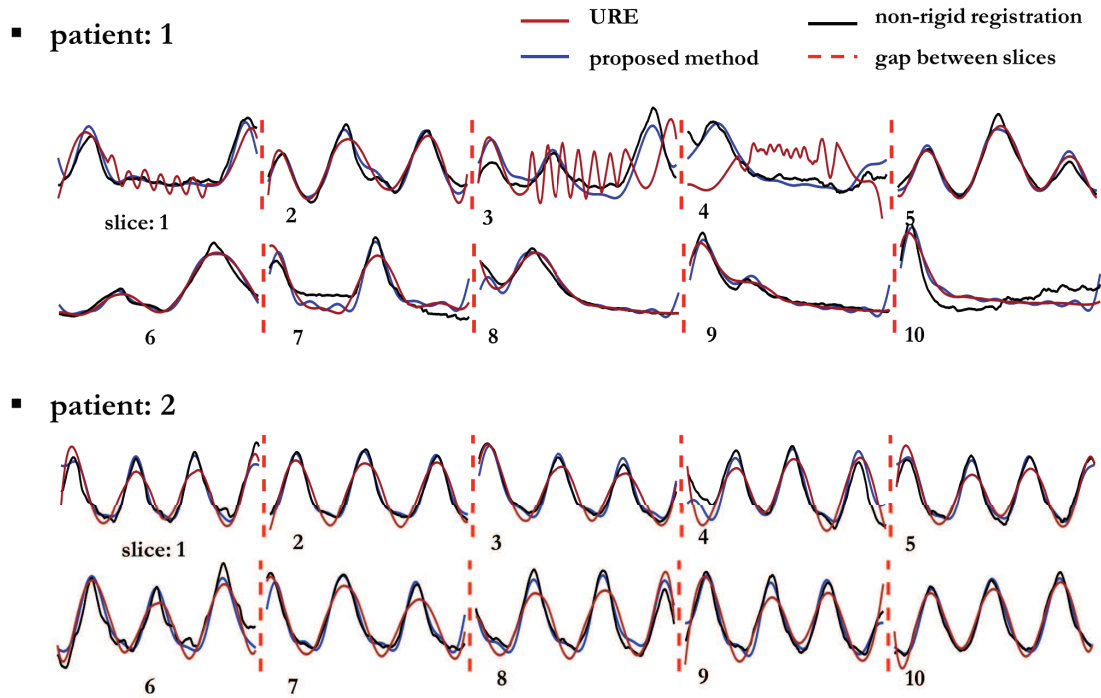 ▪ patient: 1
URE
non-rigid registration
proposed method
gap between slices
slice: 1
2
3
4
5
6
7
8
9
10
▪ patient: 2
slice: 1
2
3
4
5
6
7
8
9
10